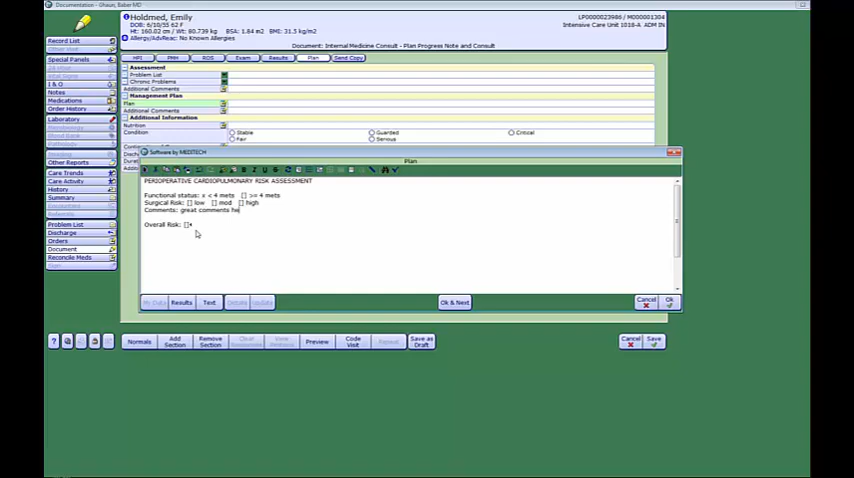 Documentation - Ghaun, Baker MD
Holdmed, Emily
DOB: 6/10/55 62 F
Ht: 160.02 cm / Wt: 80.739 kg BSA: 1.84 m2 / BMI: 31.5 kg/m2
Allergy/AdvReac: No Known Allergies
LP0000023986 / M000001304
Intensive Care Unit 1018-A ADM IN
Document: Internal Medicine Consult - Plan Progress Note and Consult
Record List
Special Panels
I & O
Notes
Medications
Order History
Laboratory
Other Reports
Care Trends
Care Activity
History
Summary
Problem List
Discharge
Orders
Document
Reconcile Meds
HPI PMH ROS Exam Results Plan Send Copy
Assessment
Problem List
Chronic Problems
Additional Comments
Management Plan
Plan
Additional Comments
Additional Information
Nutrition
Condition Stable Guarded Critical
Fair Serious
Software by MEDITECH
Plan
PERIOPERATIVE CARDIOPULMONARY RISK ASSESSMENT
Functional status: x < 4 mets [] >= 4 mets
Surgical Risk: [] low [] mod [] high
Comments: great comments he
Overall Risk: []
My Data Results Text Details Ok & Next Cancel Ok
Normals Add Section Remove Section Preview Code Visit Save as Draft Cancel Save